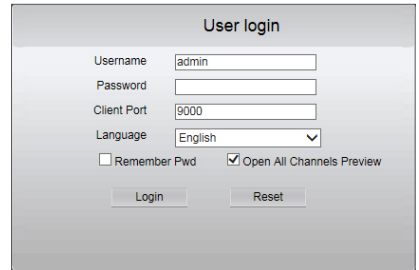 User login
Username admin
Password
Client Port 9000
Language English
Remember Pwd Open All Channels Preview
Login Reset